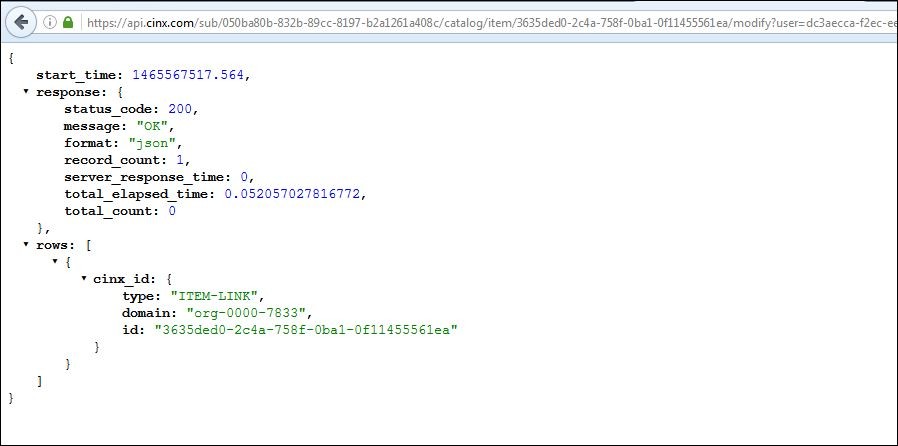 https://api.cinx.com/sub/050ba80b-832b-89cc-8197-b2a1261a408c/catalog/item/3635ded0-2c4a-758f-0ba1-0f11455561ea/modify?user=dc3aecca-f2ec-ee
{
start_time: 1465567517.564,
response: {
status_code: 200,
message: "OK",
format: "json",
record_count: 1,
server_response_time: 0,
total_elapsed_time: 0.052057027816772,
total_count: 0
},
rows: [
{
cinx_id: {
type: "ITEM-LINK",
domain: "org-0000-7833",
id: "3635ded0-2c4a-758f-0ba1-0f11455561ea"
}
}
]
}